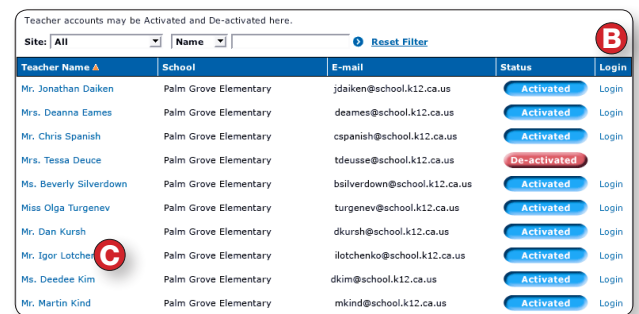 Teacher accounts may be Activated and De-activated here.
Site: All Name Reset Filter
B
Teacher Name School E-mail Status Login
Mr. Jonathan Daiken Palm Grove Elementary jdaiken@school.k12.ca.us Activated Login
Mrs. Deanna Eames Palm Grove Elementary deames@school.k12.ca.us Activated Login
Mr. Chris Spanish Palm Grove Elementary cspanish@school.k12.ca.us Activated Login
Mrs. Tessa Deuce Palm Grove Elementary tdeusse@school.k12.ca.us De-activated
Ms. Beverly Silverdown Palm Grove Elementary bsilverdown@school.k12.ca.us Activated Login
Miss Olga Turgenev Palm Grove Elementary turgenev@school.k12.ca.us Activated Login
Mr. Dan Kursh Palm Grove Elementary dkursh@school.k12.ca.us Activated Login
Mr. Igor Lotchen C Palm Grove Elementary ilotchenko@school.k12.ca.us Activated Login
Ms. Deedee Kim Palm Grove Elementary dkim@school.k12.ca.us Activated Login
Mr. Martin Kind Palm Grove Elementary mkind@school.k12.ca.us Activated Login